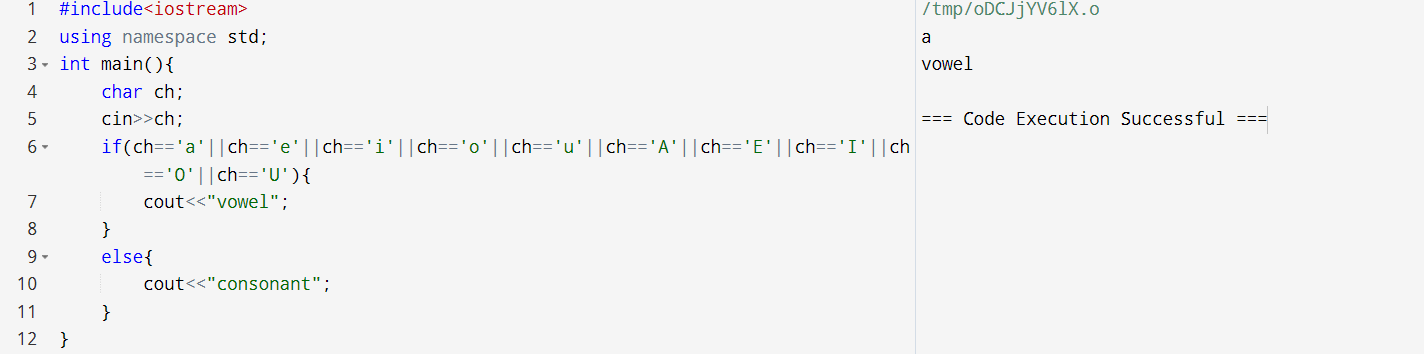 1 #include<iostream>
2 using namespace std;
3 int main(){
4 char ch;
5 cin>>ch;
6 if(ch=='a'||ch=='e'||ch=='i'||ch=='o'||ch=='u'||ch=='A'||ch=='E'||ch=='I'||ch
=='O'||ch=='U'){
7 cout<<"vowel";
8 }
9 else{
10 cout<<"consonant";
11 }
12 }
/tmp/oDCJjYV6lX.o
a
vowel
=== Code Execution Successful ===